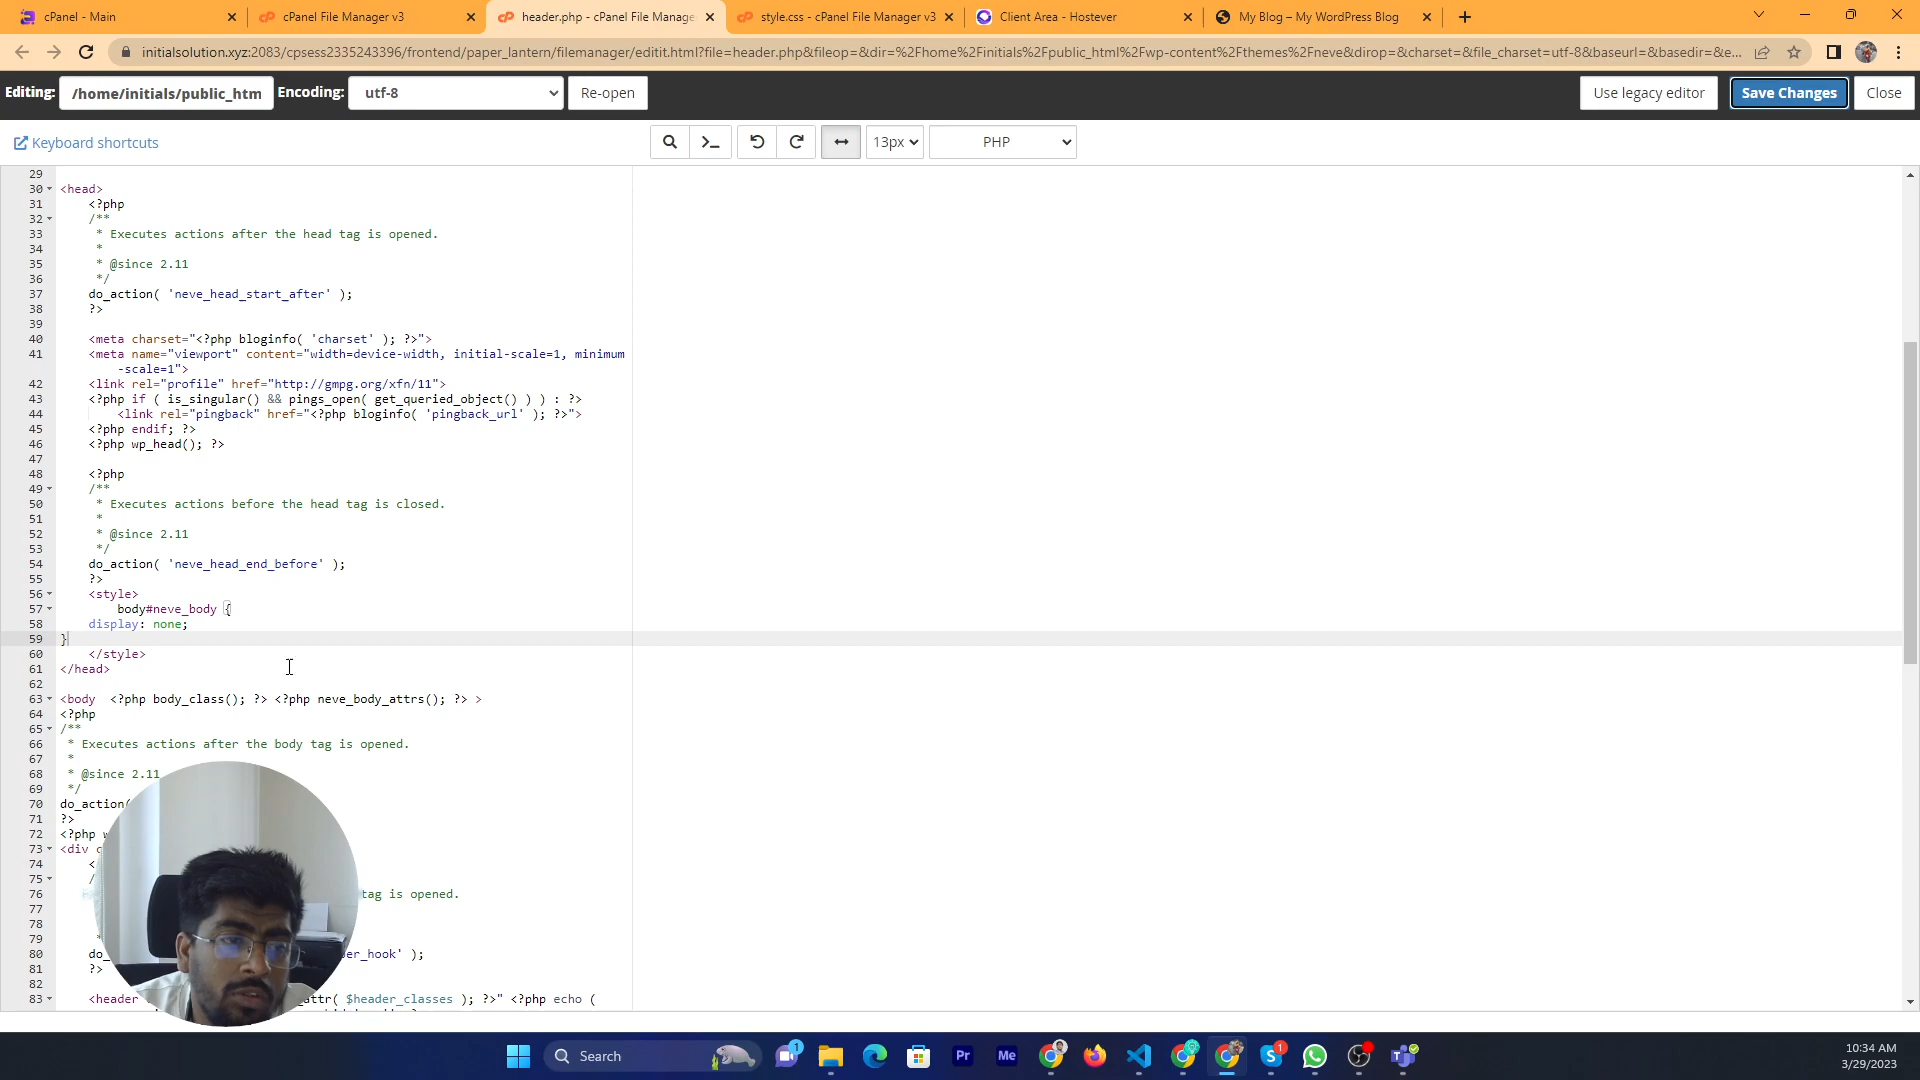 cPanel - Main
cPanel File Manager v3
header.php - cPanel File Manage
style.css - cPanel File Manager v3
Client Area - Hostever
My Blog – My WordPress Blog
initialsolution.xyz:2083/cpsess2335243396/frontend/paper_lantern/filemanager/editit.html?file=header.php&fileop=&dir=%2Fhome%2Finitials%2Fpublic_html%2Fwp-content%2Fthemes%2Fneve&dirop=&charset=&file_charset=utf-8&baseurl=&basedir=&e...
Editing: /home/initials/public_htm Encoding: utf-8 Re-open Use legacy editor Save Changes Close
Keyboard shortcuts 13px PHP
29
30 <head>
31 <?php
32 /**
33 * Executes actions after the head tag is opened.
34 *
35 * @since 2.11
36 */
37 do_action( 'neve_head_start_after' );
38 ?>
39
40 <meta charset="<?php bloginfo( 'charset' ); ?>">
41 <meta name="viewport" content="width=device-width, initial-scale=1, minimum
-scale=1">
42 <link rel="profile" href="http://gmpg.org/xfn/11">
43 <?php if ( is_singular() && pings_open( get_queried_object() ) ) : ?>
44 <link rel="pingback" href="<?php bloginfo( 'pingback_url' ); ?>">
45 <?php endif; ?>
46 <?php wp_head(); ?>
47
48 <?php
49 /**
50 * Executes actions before the head tag is closed.
51 *
52 * @since 2.11
53 */
54 do_action( 'neve_head_end_before' );
55 ?>
56 <style>
57 body#neve_body {
58 display: none;
59 }
60 </style>
61 </head>
62
63 <body <?php body_class(); ?> <?php neve_body_attrs(); ?> >
64 <?php
65 /**
66 * Executes actions after the body tag is opened.
67 *
68 * @since 2.11
69 */
70 do_action(
71 ?>
72 <?php
73 <div
74 <
75 /
76 tag is opened.
77
78
79 *
80 do_ er_hook' );
81 ?>
82
83 <header attr( $header_classes ); ?>" <?php echo (
Search
1
Pr
Me
1
10:34 AM
3/29/2023